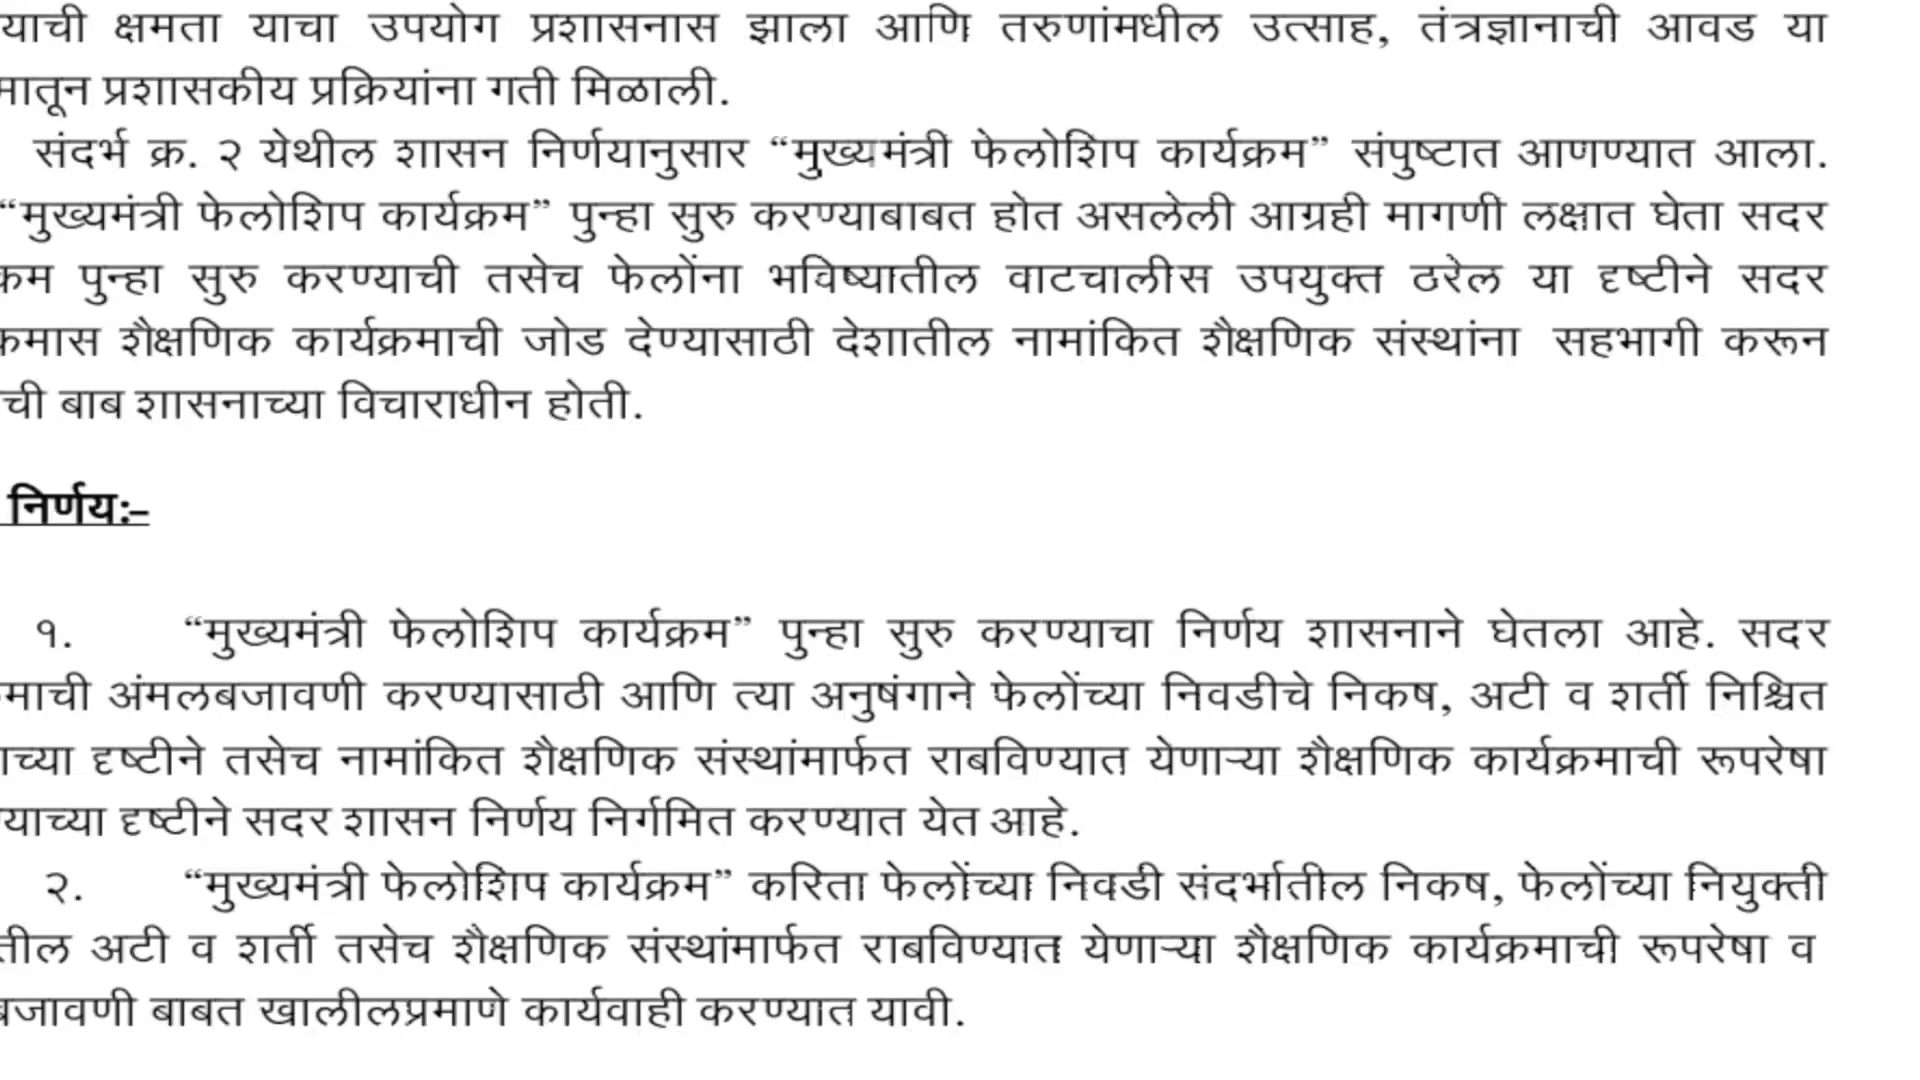 याची क्षमता याचा उपयोग प्रशासनास झाला आणि तरुणांमधील उत्साह, तंत्रज्ञानाची आवड या
मातून प्रशासकीय प्रक्रियांना गती मिळाली.
संदर्भ क्र. २ येथील शासन निर्णयानुसार “मुख्यमंत्री फेलोशिप कार्यक्रम” संपुष्टात आणण्यात आला.
“मुख्यमंत्री फेलोशिप कार्यक्रम” पुन्हा सुरु करण्याबाबत होत असलेली आग्रही मागणी लक्षात घेता सदर
क्रम पुन्हा सुरु करण्याची तसेच फेलोंना भविष्यातील वाटचालीस उपयुक्त ठरेल या दृष्टीने सदर
क्रमास शैक्षणिक कार्यक्रमाची जोड देण्यासाठी देशातील नामांकित शैक्षणिक संस्थांना सहभागी करून
ची बाब शासनाच्या विचाराधीन होती.
निर्णय:-
१. “मुख्यमंत्री फेलोशिप कार्यक्रम” पुन्हा सुरु करण्याचा निर्णय शासनाने घेतला आहे. सदर
माची अंमलबजावणी करण्यासाठी आणि त्या अनुषंगाने फेलोंच्या निवडीचे निकष, अटी व शर्ती निश्चित
ाच्या दृष्टीने तसेच नामांकित शैक्षणिक संस्थांमार्फत राबविण्यात येणाऱ्या शैक्षणिक कार्यक्रमाची रूपरेषा
याच्या दृष्टीने सदर शासन निर्णय निर्गमित करण्यात येत आहे.
२. “मुख्यमंत्री फेलोशिप कार्यक्रम” करिता फेलोंच्या निवडी संदर्भातील निकष, फेलोंच्या नियुक्ती
तील अटी व शर्ती तसेच शैक्षणिक संस्थांमार्फत राबविण्यात येणाऱ्या शैक्षणिक कार्यक्रमाची रूपरेषा व
बजावणी बाबत खालीलप्रमाणे कार्यवाही करण्यात यावी.